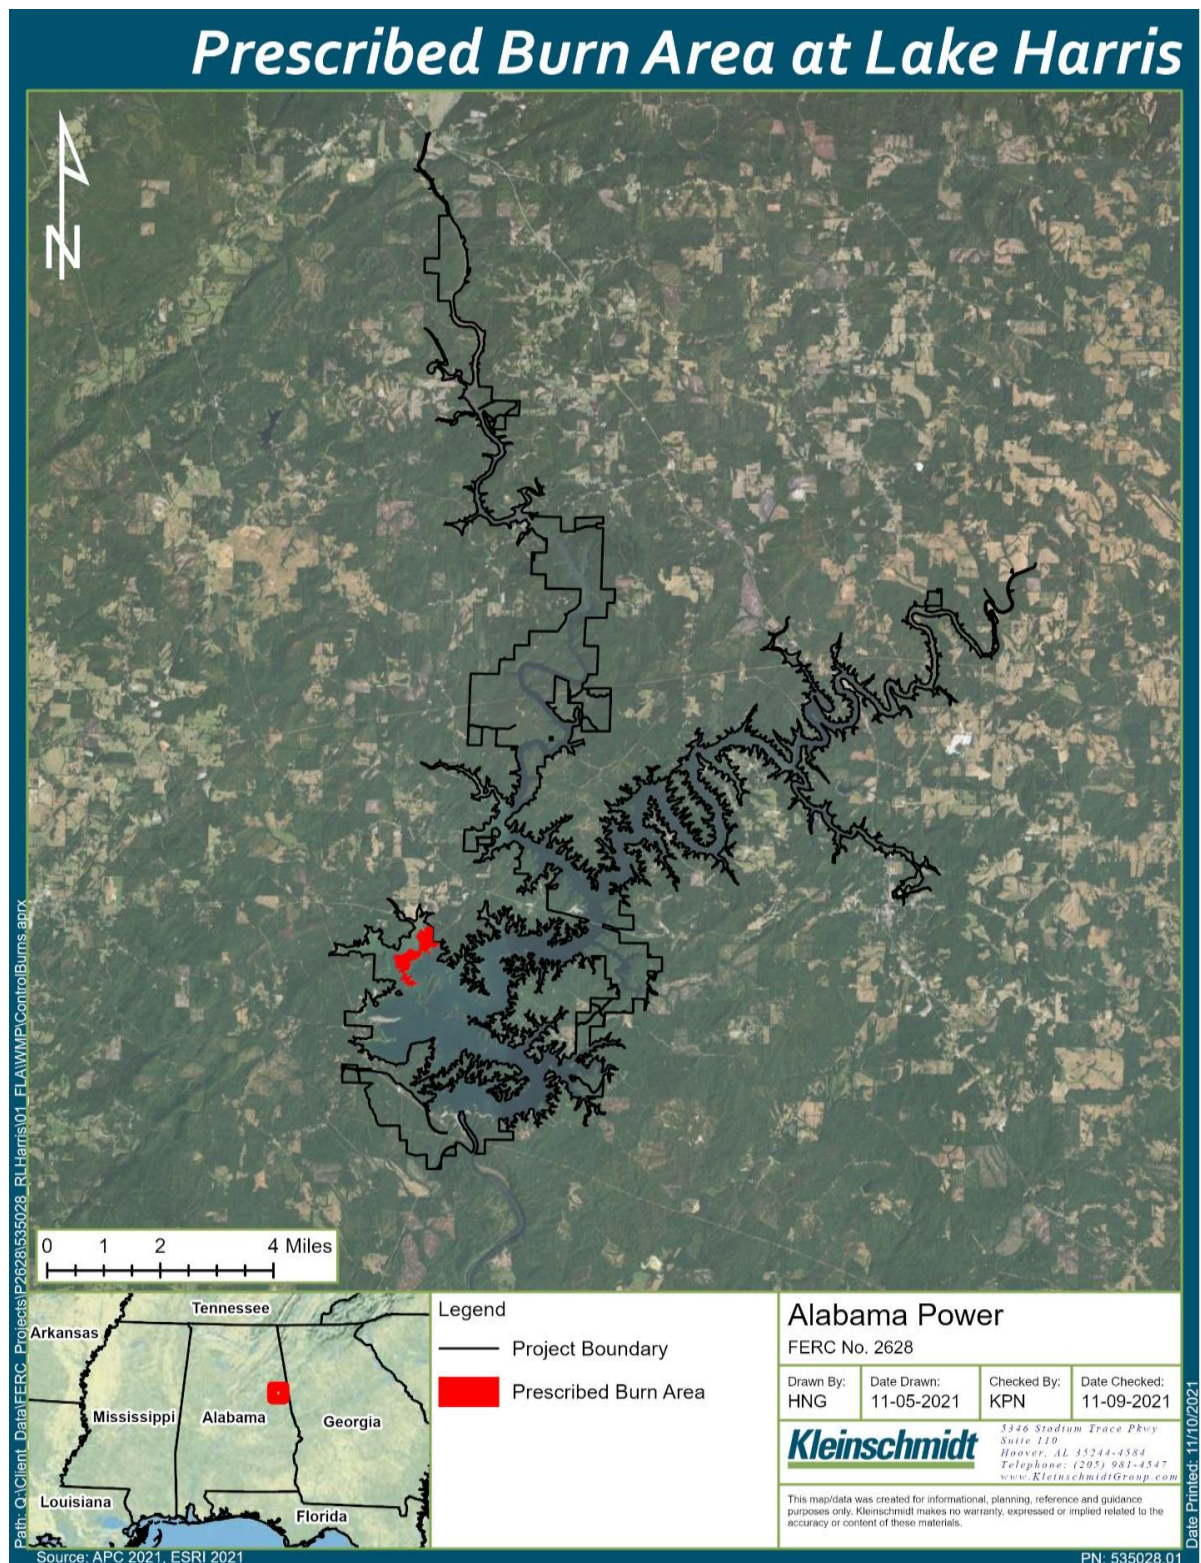 Prescribed Burn Area at Lake Harris
N
0 1 2 4 Miles
Tennessee
Arkansas
Mississippi
Alabama
Georgia
Louisiana
Florida
Legend
Project Boundary
Prescribed Burn Area
Alabama Power
FERC No. 2628
Drawn By:
HNG
Date Drawn:
11-05-2021
Checked By:
KPN
Date Checked:
11-09-2021
Kleinschmidt
5346 Stadium Trace Pkwy
Suite 110
Hoover, AL 35244-4584
Telephone: (205) 981-4547
www.KleinschmidtGroup.com
This map/data was created for informational, planning, reference and guidance
purposes only. Kleinschmidt makes no warranty, expressed or implied related to the
accuracy or content of these materials.
Path: Q:\Client_Data\FERC_Projects\P2628\535028_RLHarris\01_FLA\WMP\ControlBurns.aprx
Date Printed: 11/10/2021
Source: APC 2021, ESRI 2021
PN: 535028.01